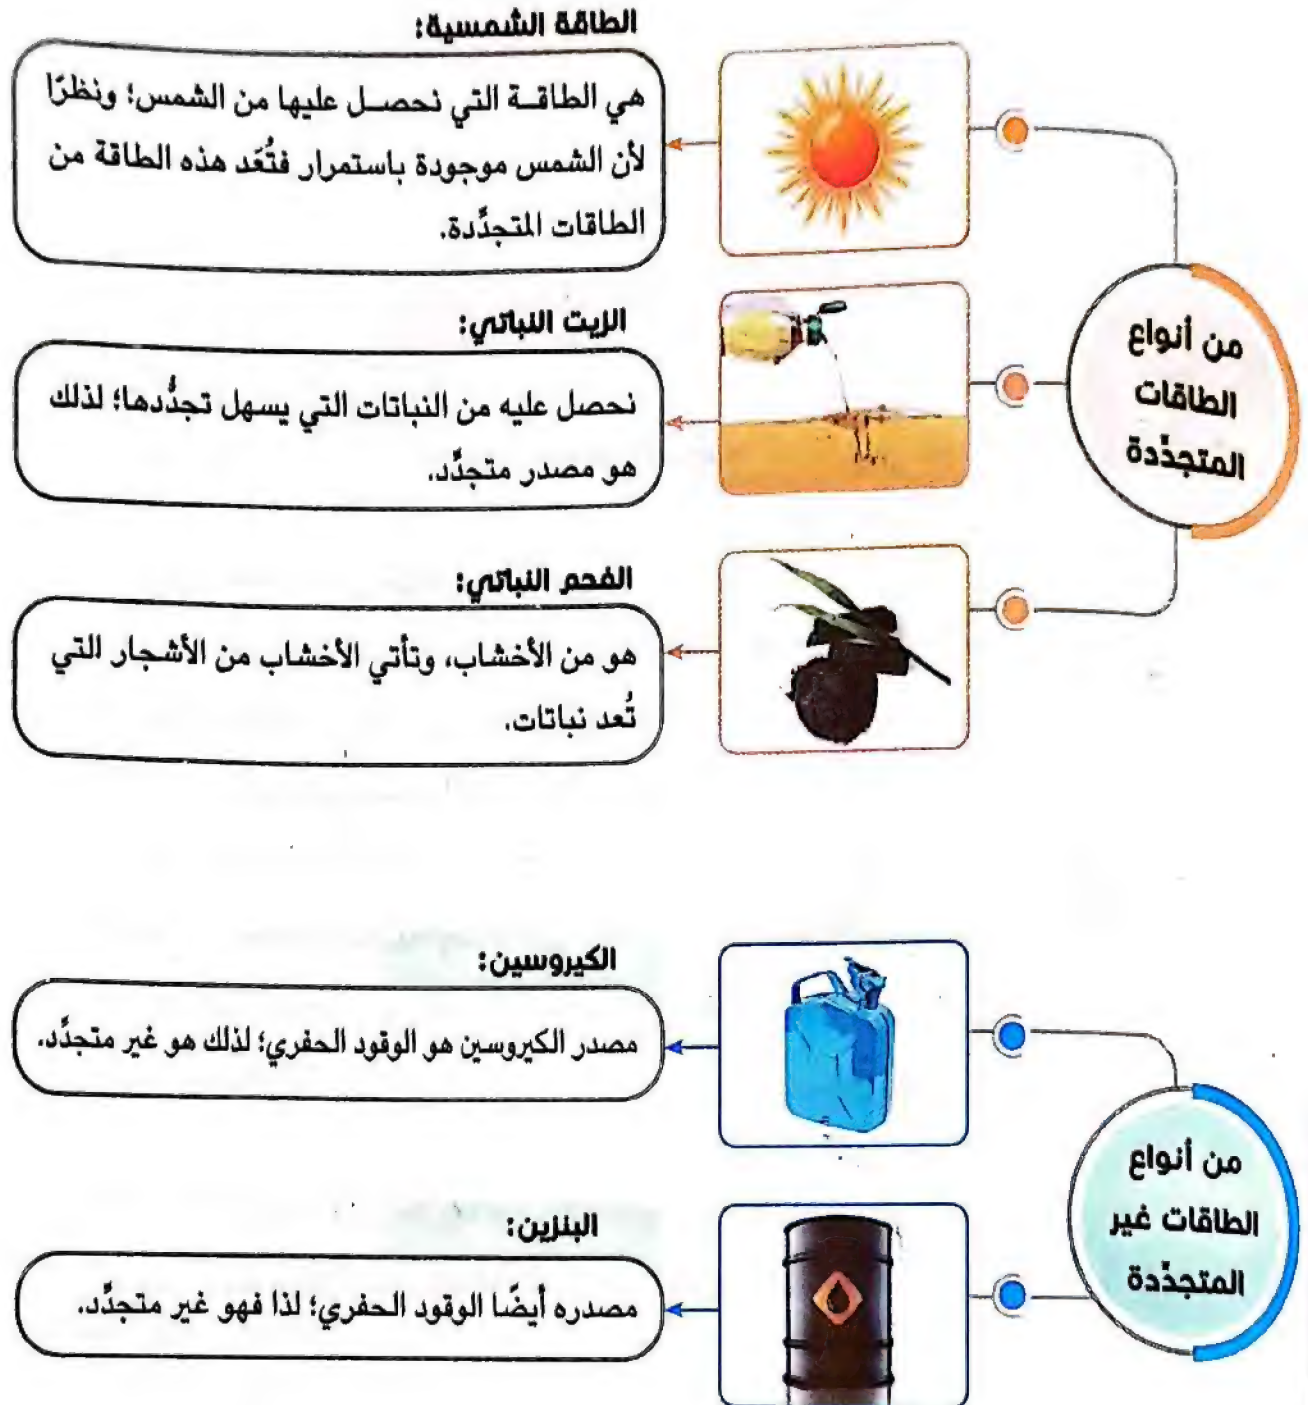 من أنواع
الطاقات
المتجدِّدة
الطاقة الشمسية:
هي الطاقة التي نحصل عليها من الشمس؛ ونظرًا
لأن الشمس موجودة باستمرار فتُعَد هذه الطاقة من
الطاقات المتجدِّدة.
الزيت النباتي:
نحصل عليه من النباتات التي يسهل تجدُّدها؛ لذلك
هو مصدر متجدِّد.
الفحم النباتي:
هو من الأخشاب، وتأتي الأخشاب من الأشجار التي
تُعد نباتات.
من أنواع
الطاقات غير
المتجدِّدة
الكيروسين:
مصدر الكيروسين هو الوقود الحفري؛ لذلك هو غير متجدِّد.
البنزين:
مصدره أيضًا الوقود الحفري؛ لذا فهو غير متجدِّد.